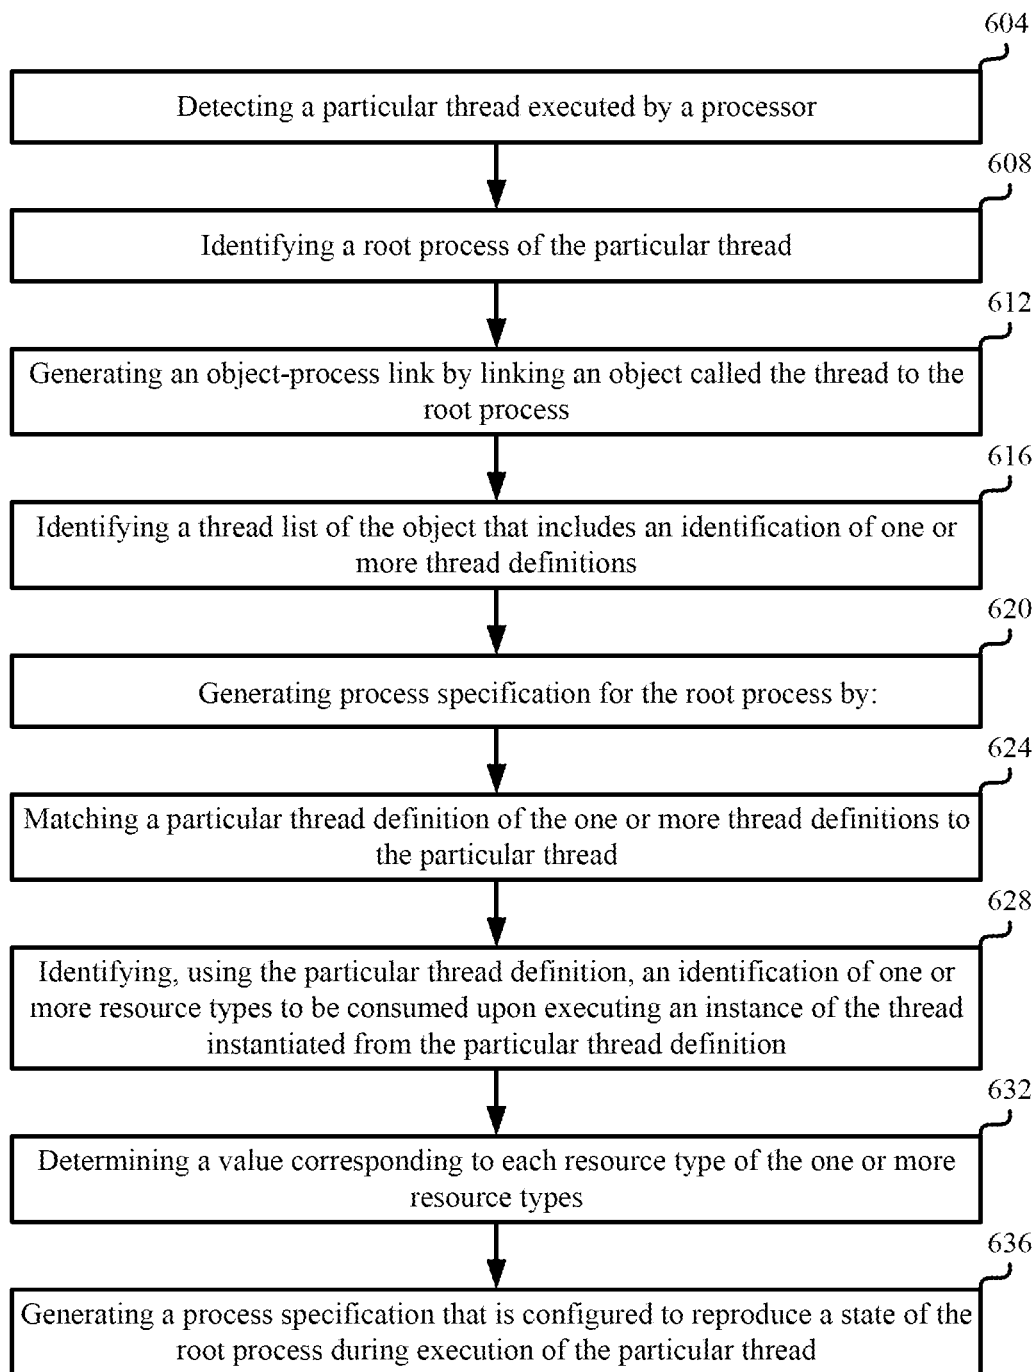 604
Detecting a particular thread executed by a processor
608
Identifying a root process of the particular thread
612
Generating an object-process link by linking an object called the thread to the
root process
616
Identifying a thread list of the object that includes an identification of one or
more thread definitions
620
Generating process specification for the root process by:
624
Matching a particular thread definition of the one or more thread definitions to
the particular thread
628
Identifying, using the particular thread definition, an identification of one or
more resource types to be consumed upon executing an instance of the thread
instantiated from the particular thread definition
632
Determining a value corresponding to each resource type of the one or more
resource types
636
Generating a process specification that is configured to reproduce a state of the
root process during execution of the particular thread